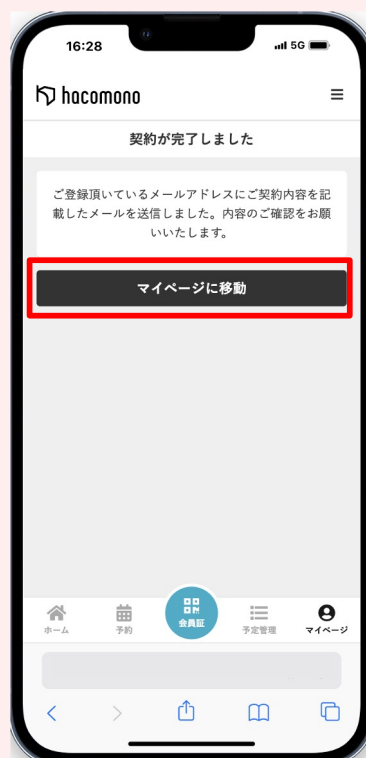 16:28
5G
hacomono
契約が完了しました
ご登録頂いているメールアドレスにご契約内容を記
載したメールを送信しました。内容のご確認をお願
いいたします。
マイページに移動
ホーム
予約
会員証
予定管理
マイページ